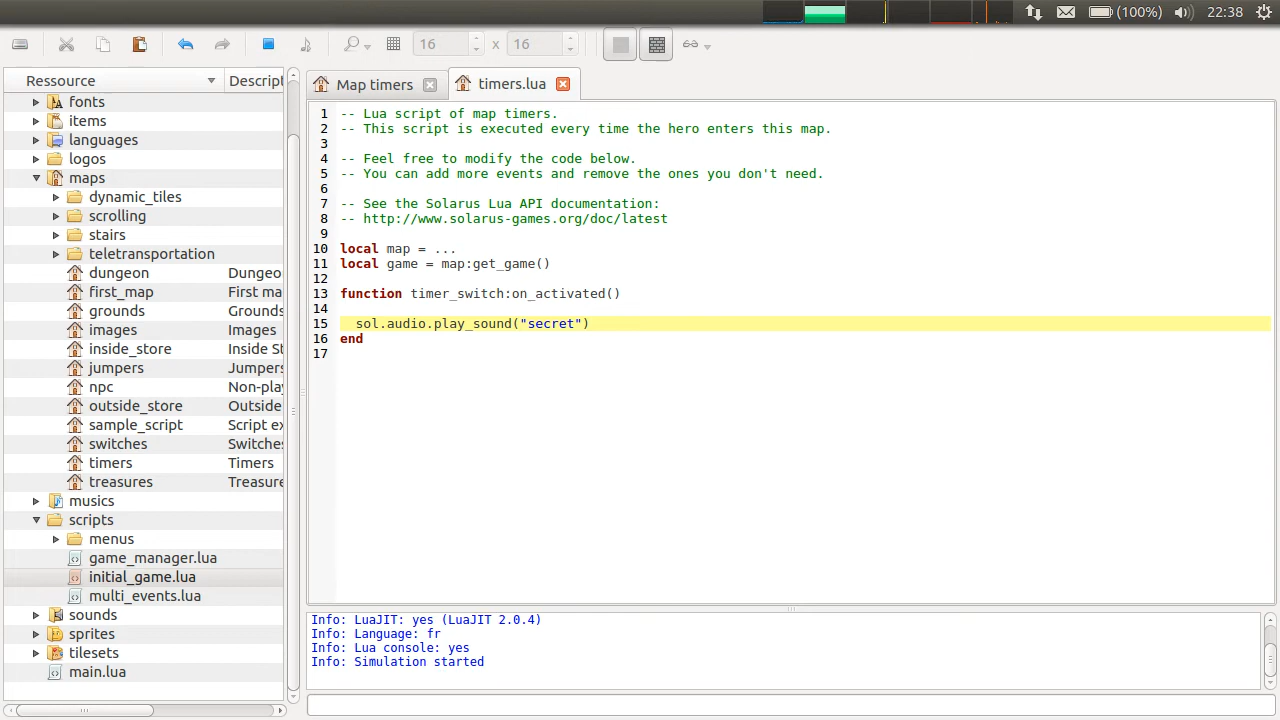 (100%) 22:38
16 x 16
Ressource Descript
fonts
items
languages
logos
maps
dynamic_tiles
scrolling
stairs
teletransportation
dungeon Dungeo
first_map First ma
grounds Grounds
images Images
inside_store Inside St
jumpers Jumpers
npc Non-play
outside_store Outside
sample_script Script ex
switches Switches
timers Timers
treasures Treasure
musics
scripts
menus
game_manager.lua
initial_game.lua
multi_events.lua
sounds
sprites
tilesets
main.lua
Map timers timers.lua
1 -- Lua script of map timers.
2 -- This script is executed every time the hero enters this map.
3
4 -- Feel free to modify the code below.
5 -- You can add more events and remove the ones you don't need.
6
7 -- See the Solarus Lua API documentation:
8 -- http://www.solarus-games.org/doc/latest
9
10 local map = ...
11 local game = map:get_game()
12
13 function timer_switch:on_activated()
14
15 sol.audio.play_sound("secret")
16 end
17
Info: LuaJIT: yes (LuaJIT 2.0.4)
Info: Language: fr
Info: Lua console: yes
Info: Simulation started